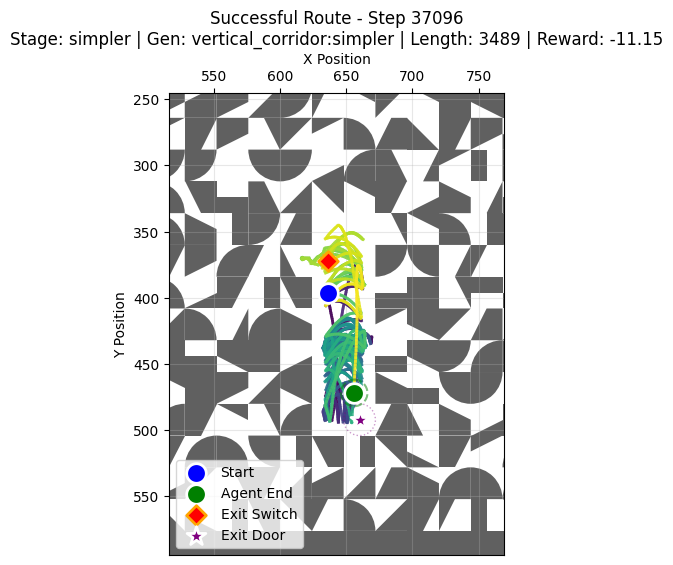 Successful Route - Step 37096
Stage: simpler | Gen: vertical_corridor:simpler | Length: 3489 | Reward: -11.15
X Position
550 600 650 700 750
250
300
350
400
450
500
550
Y Position
Start
Agent End
Exit Switch
Exit Door